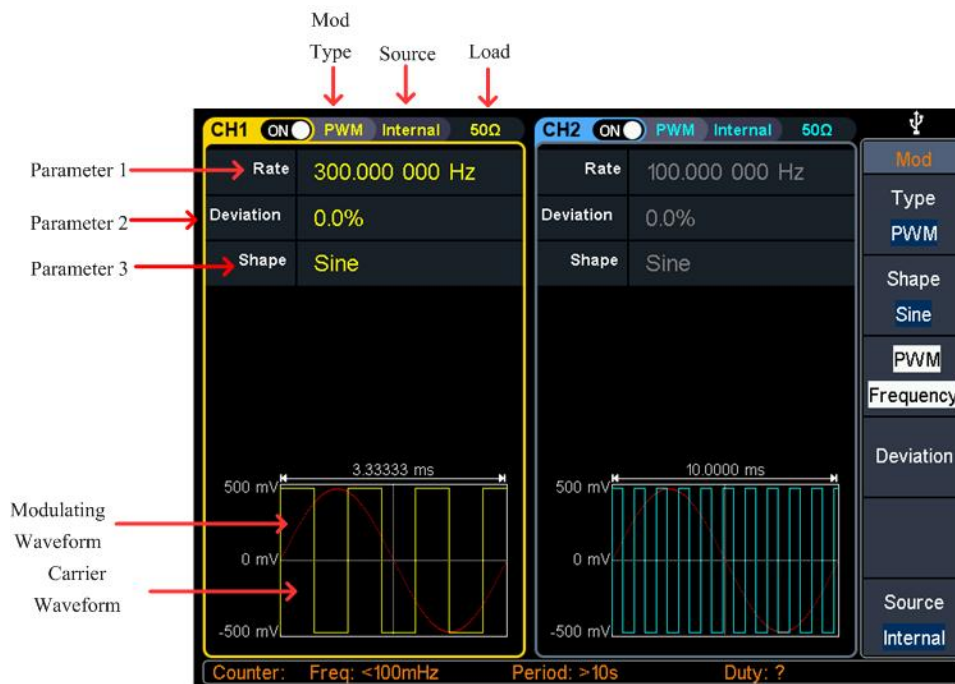 Mod
Type
Source
Load
CH1 ON PWM Internal 50Ω
CH2 ON PWM Internal 50Ω
Parameter 1
Rate 300.000 000 Hz
Parameter 2
Deviation 0.0%
Parameter 3
Shape Sine
Rate 100.000 000 Hz
Deviation 0.0%
Shape Sine
Mod
Type
PWM
Shape
Sine
PWM
Frequency
Deviation
Source
Internal
3.33333 ms
500 mV
0 mV
-500 mV
10.0000 ms
500 mV
0 mV
-500 mV
Modulating
Waveform
Carrier
Waveform
Counter: Freq: <100mHz Period: >10s Duty: ?